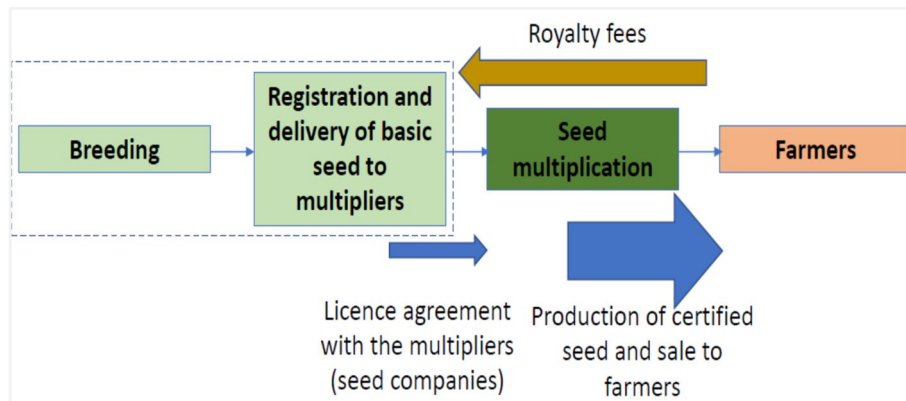 Royalty fees
Breeding
Registration and
delivery of basic
seed to
multipliers
Seed
multiplication
Farmers
Licence agreement
with the multipliers
(seed companies)
Production of certified
seed and sale to
farmers